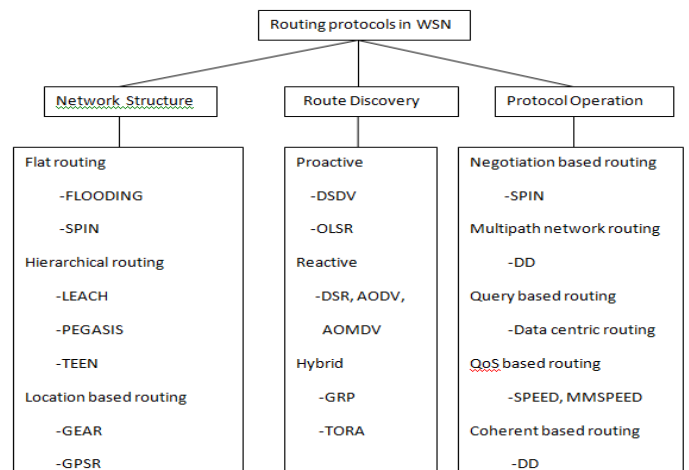 Routing protocols in WSN
Network Structure
Route Discovery
Protocol Operation
Flat routing
-FLOODING
-SPIN
Hierarchical routing
-LEACH
-PEGASIS
-TEEN
Location based routing
-GEAR
-GPSR
Proactive
-DSDV
-OLSR
Reactive
-DSR, AODV,
AOMDV
Hybrid
-GRP
-TORA
Negotiation based routing
-SPIN
Multipath network routing
-DD
Query based routing
-Data centric routing
QoS based routing
-SPEED, MMSPEED
Coherent based routing
-DD